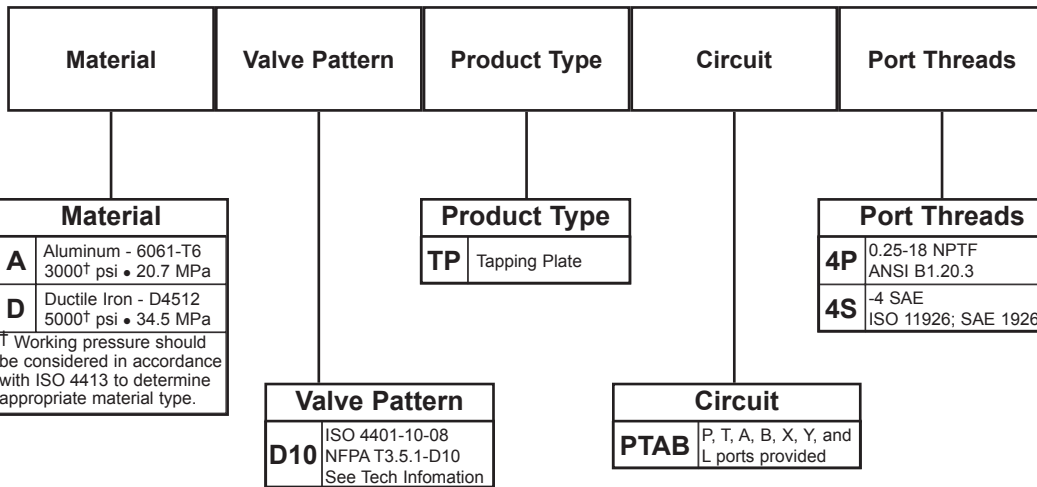 Material
Valve Pattern
Product Type
Circuit
Port Threads
Material
A
Aluminum - 6061-T6
3000† psi • 20.7 MPa
D
Ductile Iron - D4512
5000† psi • 34.5 MPa
† Working pressure should
be considered in accordance
with ISO 4413 to determine
appropriate material type.
Product Type
TP
Tapping Plate
Port Threads
4P
0.25-18 NPTF
ANSI B1.20.3
4S
-4 SAE
ISO 11926; SAE 1926
Valve Pattern
D10
ISO 4401-10-08
NFPA T3.5.1-D10
See Tech Infomation
Circuit
PTAB
P, T, A, B, X, Y, and
L ports provided